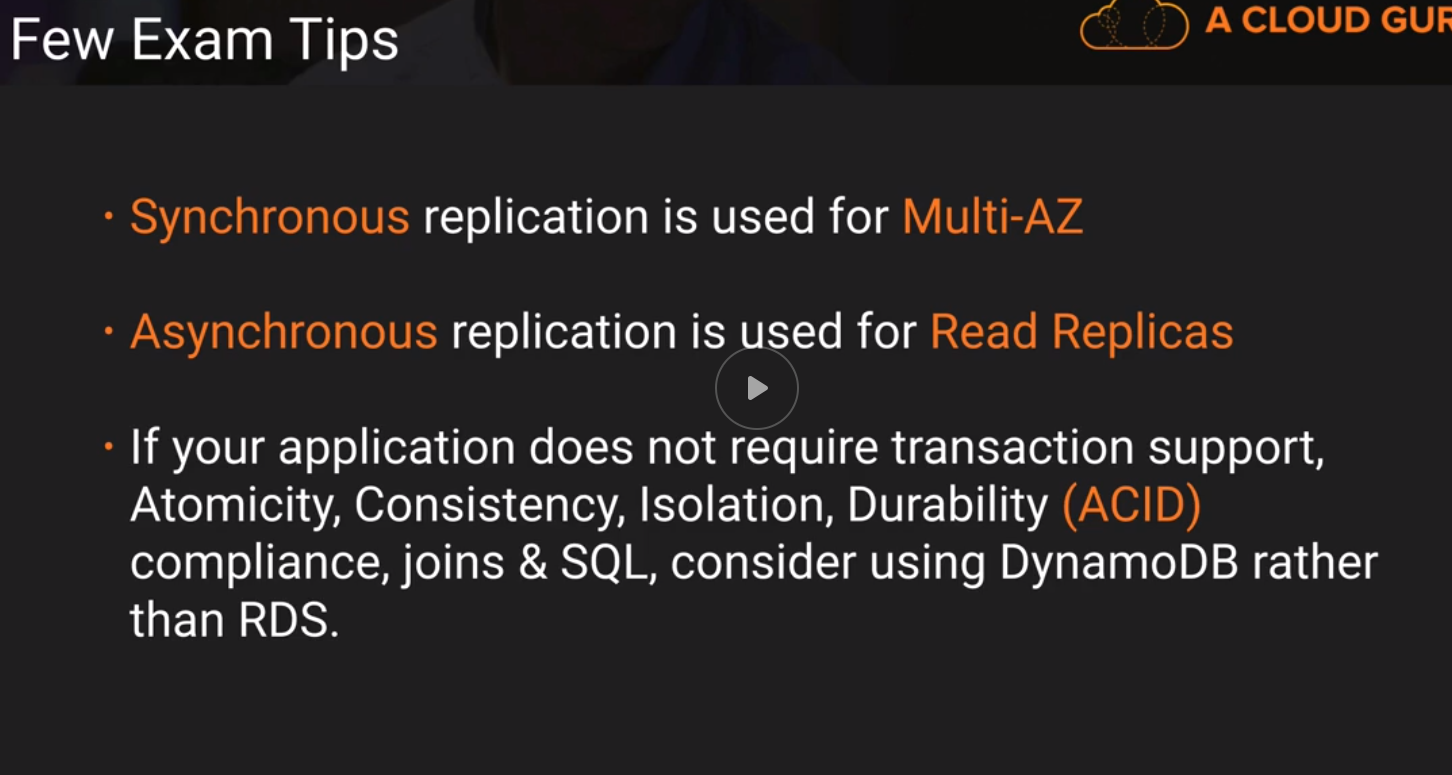 Few Exam Tips
A CLOUD GUR
• Synchronous replication is used for Multi-AZ
• Asynchronous replication is used for Read Replicas
• If your application does not require transaction support,
Atomicity, Consistency, Isolation, Durability (ACID)
compliance, joins & SQL, consider using DynamoDB rather
than RDS.